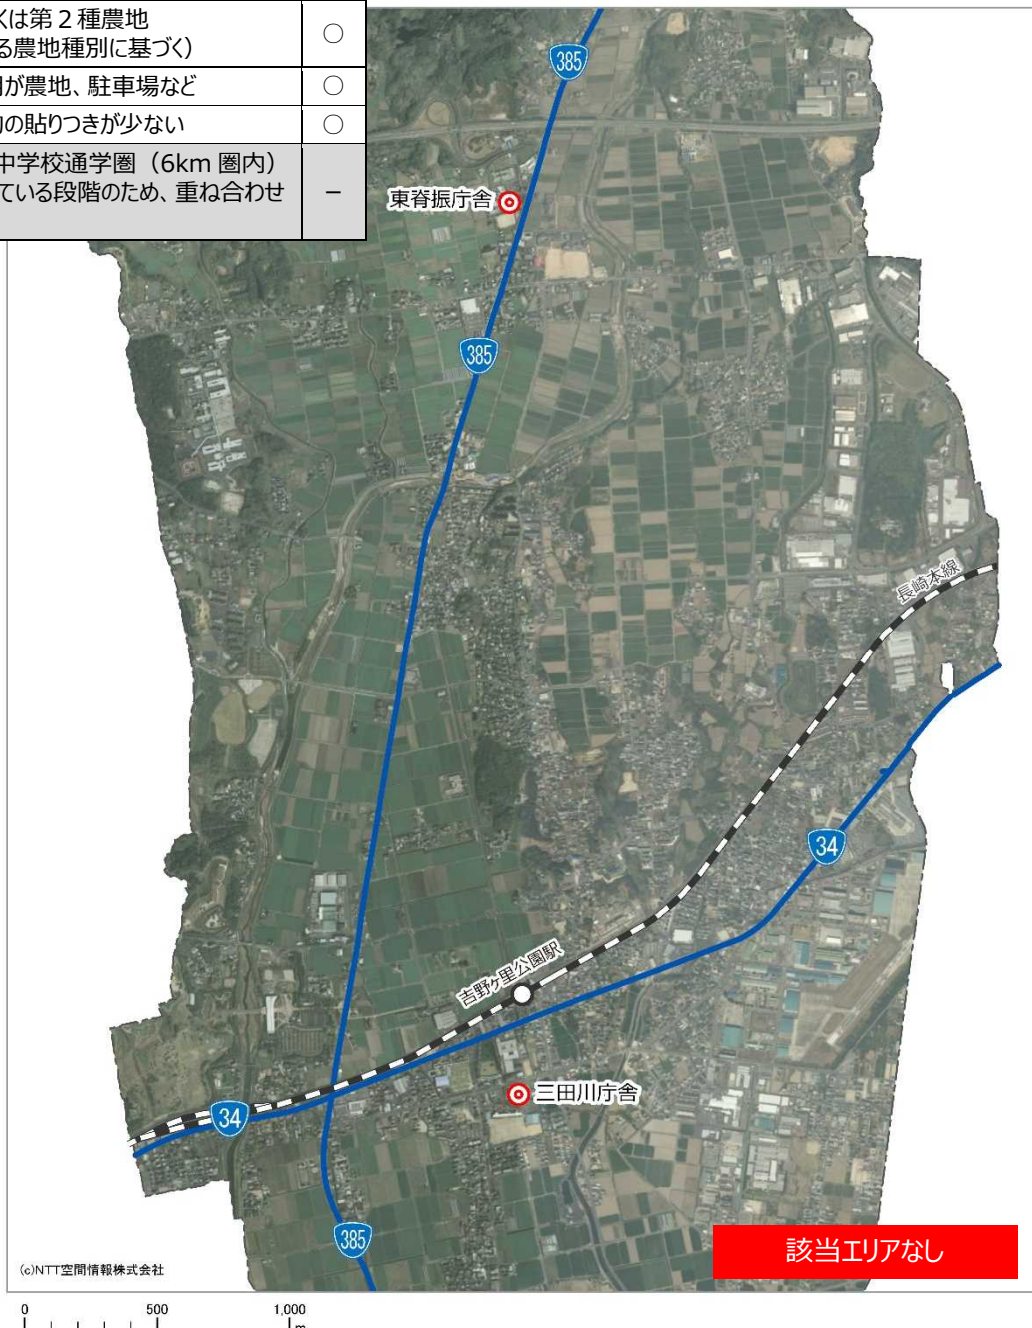 は第２種農地
る農地種別に基づく）
○
が農地、駐車場など
○
の貼りつきが少ない
○
中学校通学圏（6km 圏内）
ている段階のため、重ね合わせ
－
385
東脊振庁舎
385
長崎本線
34
吉野ヶ里公園駅
三田川庁舎
34
385
該当エリアなし
(c)NTT空間情報株式会社
0 500 1,000
m